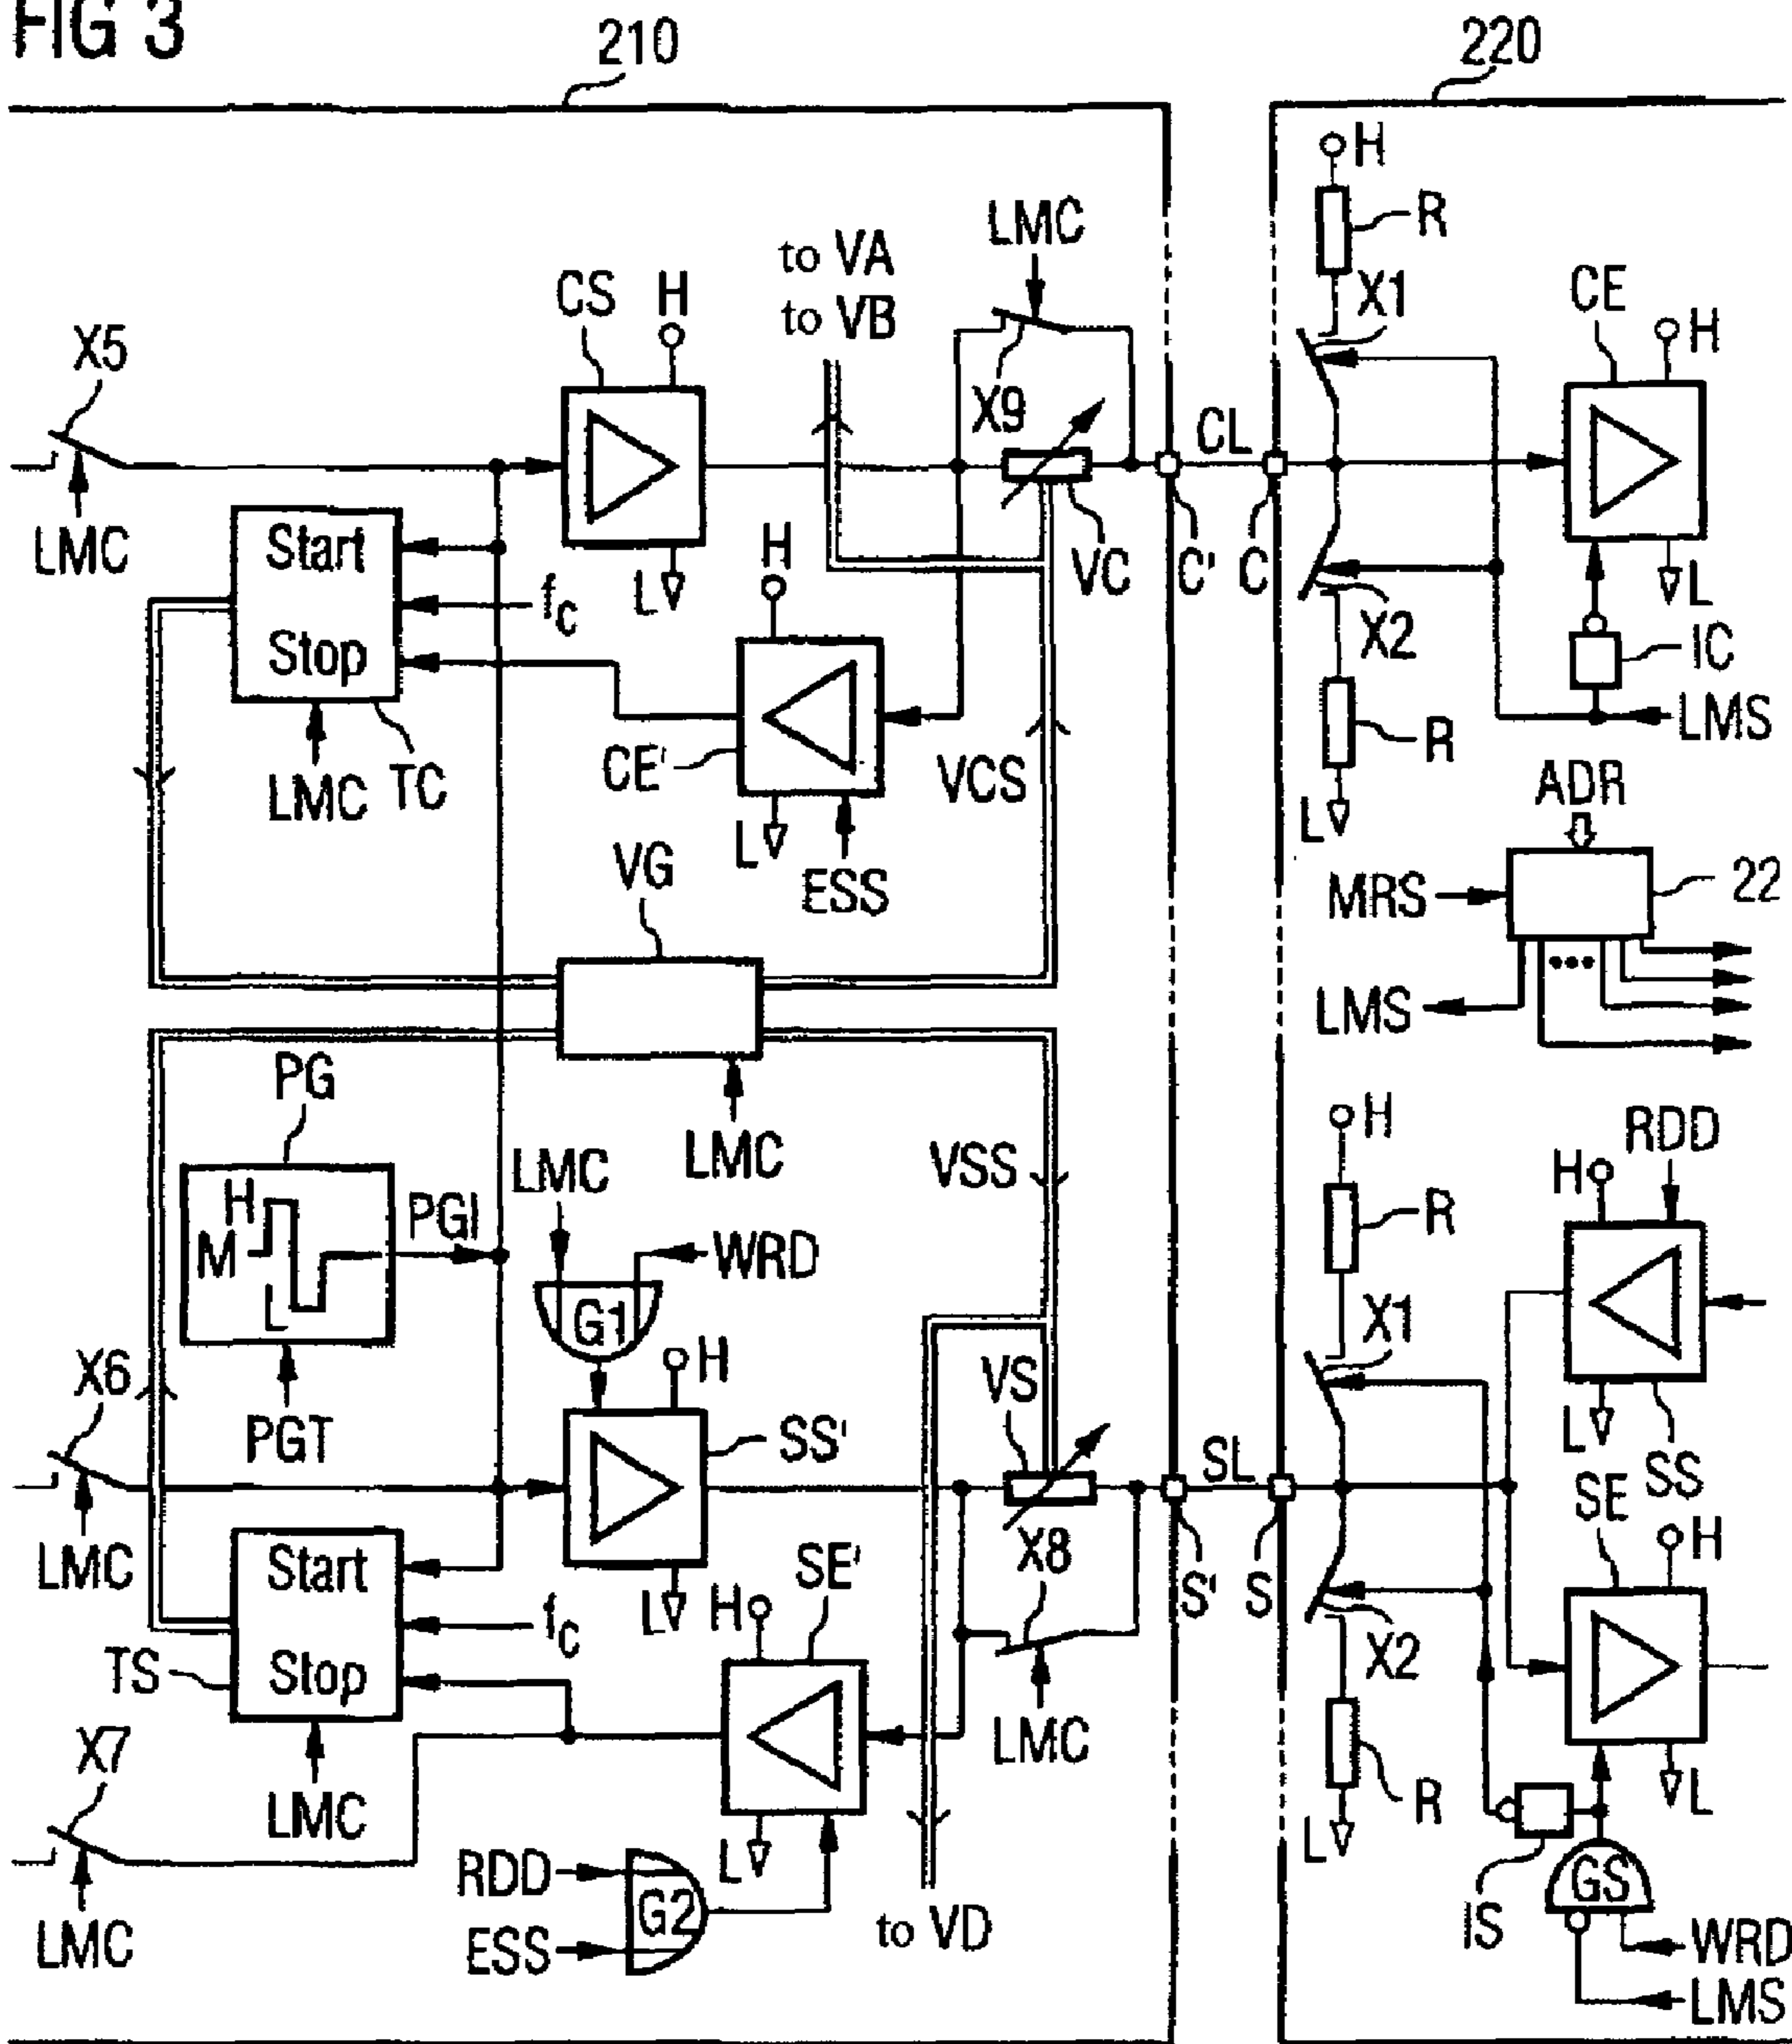 FIG 3
210
220
H
R
LMC
to VA
to VB
X1
CS
H
CE
H
X5
X9
CL
LMC
Start
fc
Stop
L
H
VC
C'
C
L
X2
IC
CE'
VCS
R
LMS
LMC
TC
L
ESS
L
ADR
VG
MRS
22
LMS
PG
H
RDD
LMC
LMC
VSS
H
R
H
M
L
PGI
WRD
G1
X1
X6
H
VS
PGT
SS'
L
SL
SE
SS
LMC
Start
fc
Stop
SE'
X8
S'
S
H
L
H
TS
X2
X7
LMC
LMC
L
R
L
L
RDD
G2
ESS
to VD
GS
IS
LMC
WRD
LMS